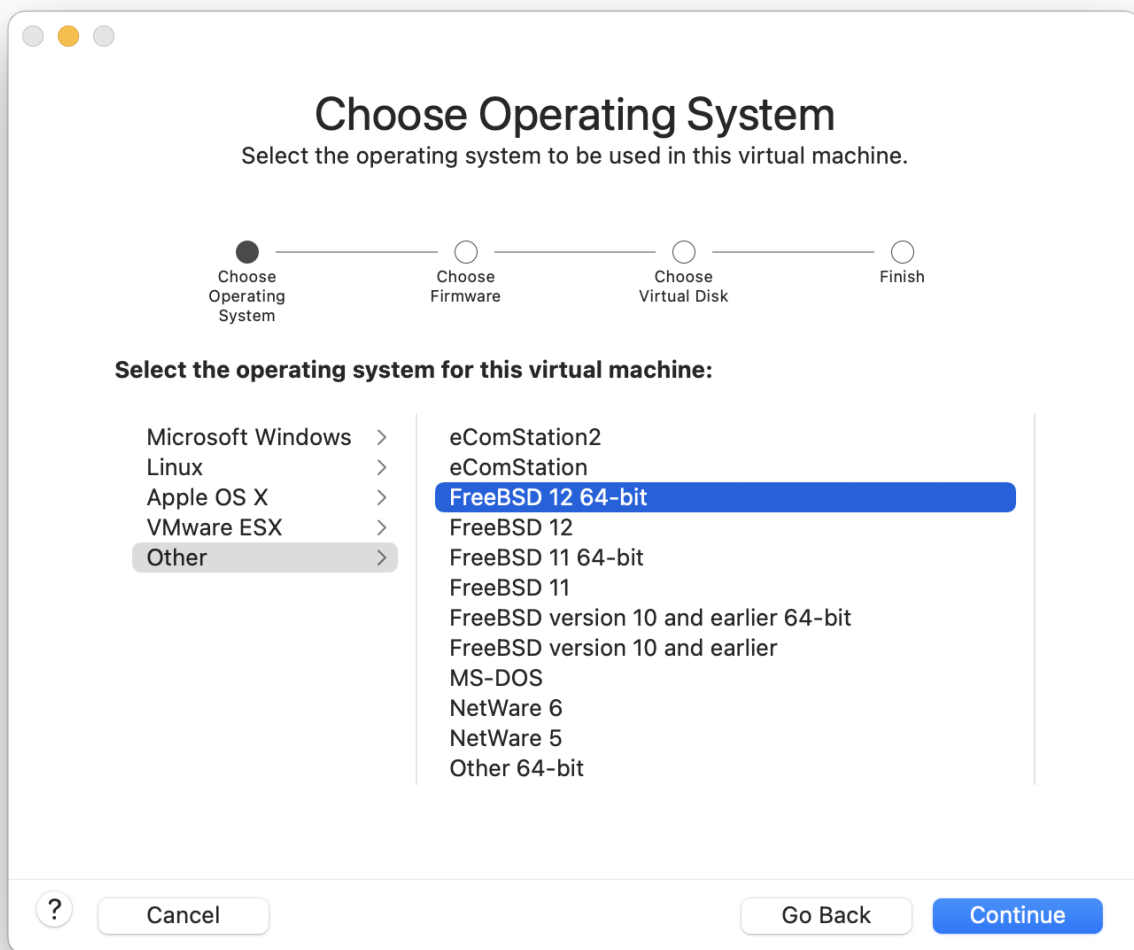 Choose Operating System
Select the operating system to be used in this virtual machine.
Choose
Operating
System
Choose
Firmware
Choose
Virtual Disk
Finish
Select the operating system for this virtual machine:
Microsoft Windows
Linux
Apple OS X
VMware ESX
Other
eComStation2
eComStation
FreeBSD 12 64-bit
FreeBSD 12
FreeBSD 11 64-bit
FreeBSD 11
FreeBSD version 10 and earlier 64-bit
FreeBSD version 10 and earlier
MS-DOS
NetWare 6
NetWare 5
Other 64-bit
?
Cancel
Go Back
Continue